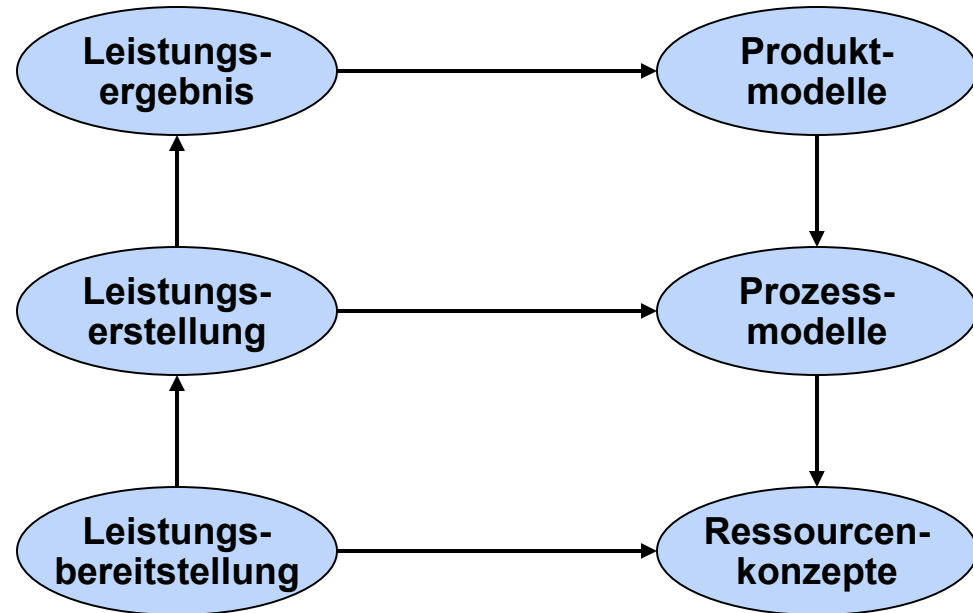 Leistungs-
ergebnis
Produkt-
modelle
Leistungs-
erstellung
Prozess-
modelle
Leistungs-
bereitstellung
Ressourcen-
konzepte